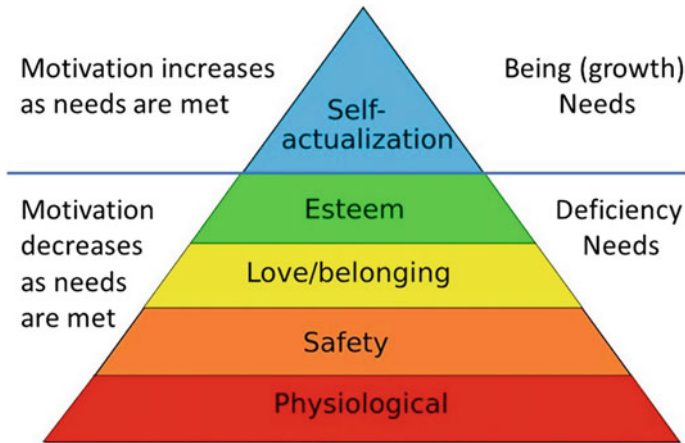 Motivation increases
as needs are met
Being (growth)
Needs
Self-
actualization
Motivation
decreases
as needs
are met
Esteem
Deficiency
Needs
Love/belonging
Safety
Physiological